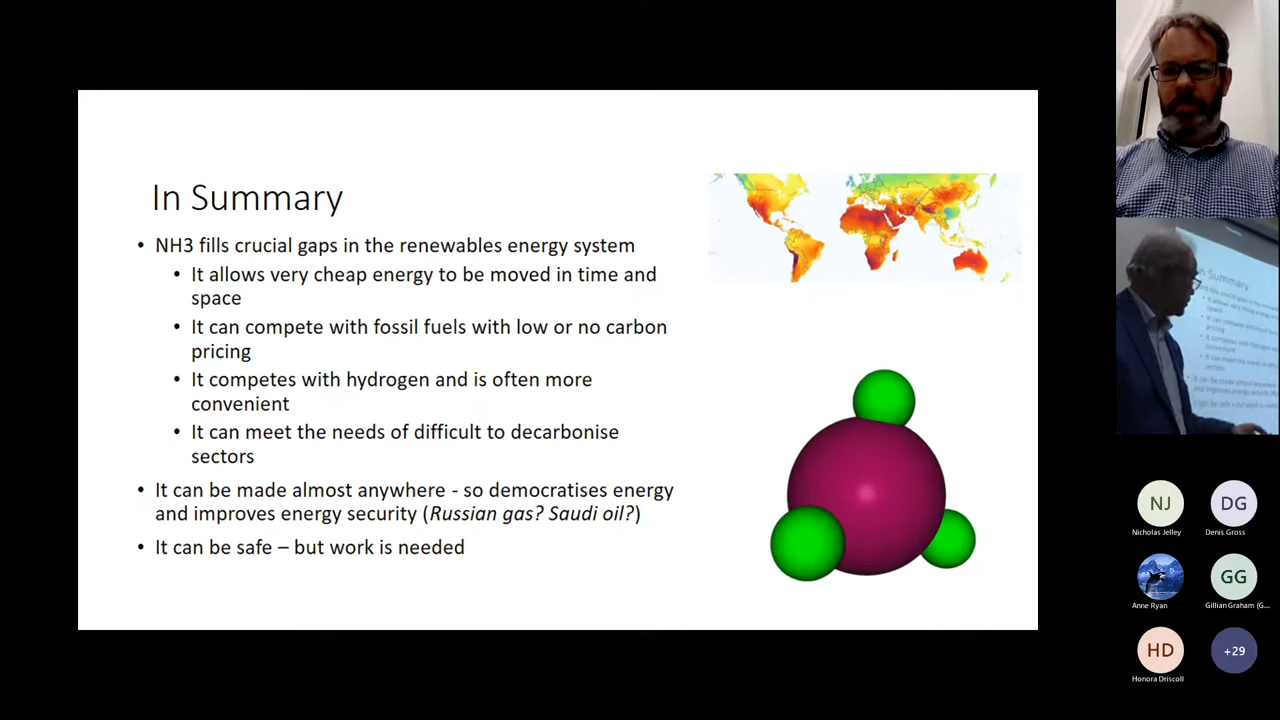 In Summary
• NH3 fills crucial gaps in the renewables energy system
• It allows very cheap energy to be moved in time and
space
• It can compete with fossil fuels with low or no carbon
pricing
• It competes with hydrogen and is often more
convenient
• It can meet the needs of difficult to decarbonise
sectors
• It can be made almost anywhere - so democratises energy
and improves energy security (Russian gas? Saudi oil?)
• It can be safe – but work is needed
In Summary
NJ
Nicholas Jelley
DG
Denis Gross
Anne Ryan
GG
Gillian Graham (G...
HD
Honora Driscoll
+29